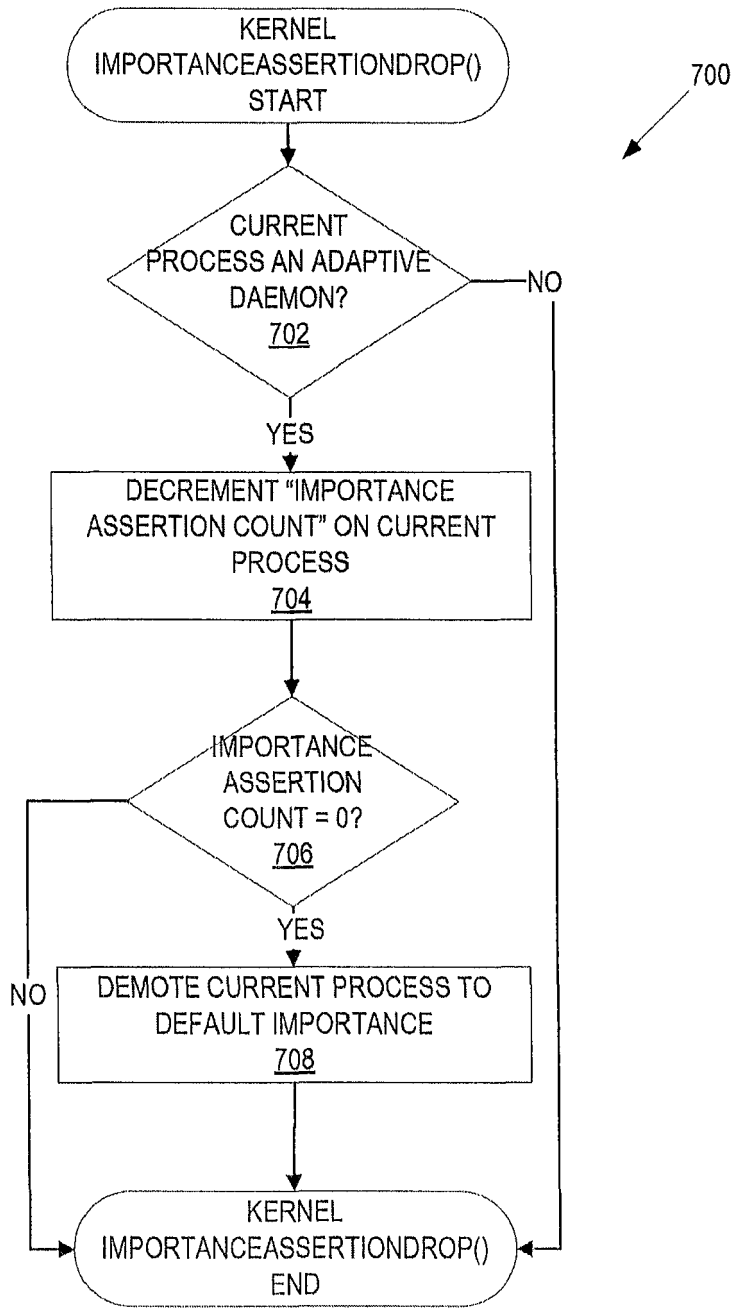 KERNEL
IMPORTANCEASSERTIONDROP()
START
700
CURRENT
PROCESS AN ADAPTIVE
DAEMON?
702
NO
YES
DECREMENT “IMPORTANCE
ASSERTION COUNT” ON CURRENT
PROCESS
704
IMPORTANCE
ASSERTION
COUNT = 0?
706
YES
NO
DEMOTE CURRENT PROCESS TO
DEFAULT IMPORTANCE
708
KERNEL
IMPORTANCEASSERTIONDROP()
END